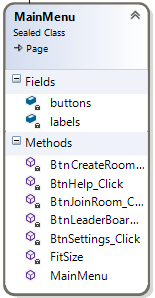 MainMenu
Sealed Class
Page
Fields
buttons
labels
Methods
BtnCreateRoom...
BtnHelp_Click
BtnJoinRoom_C...
BtnLeaderBoar...
BtnSettings_Click
FitSize
MainMenu